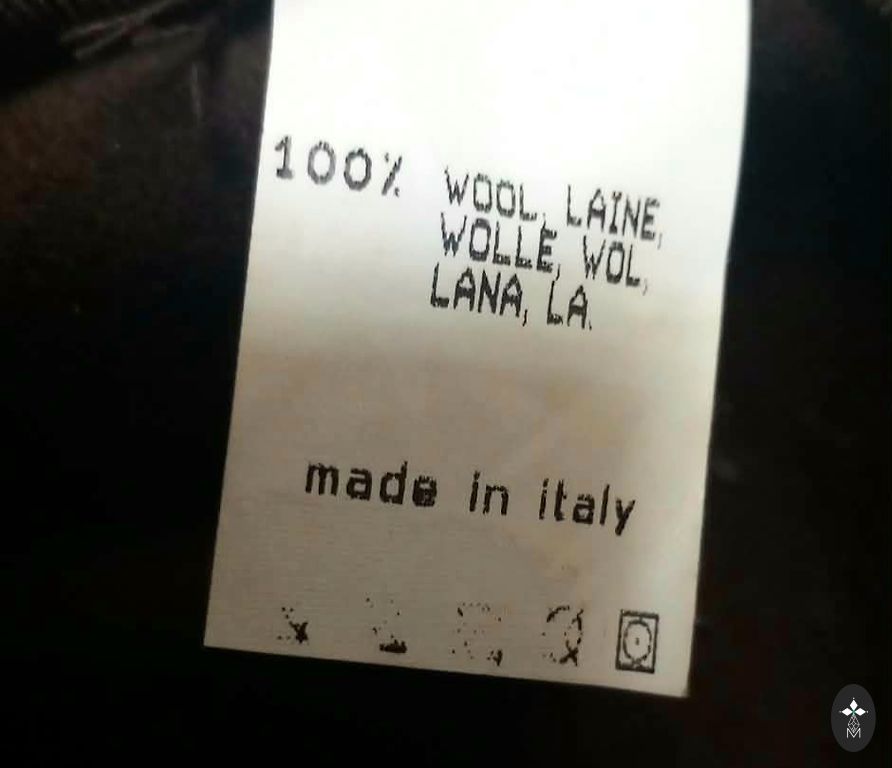 100% WOOL, LAINE,
WOLLE, WOL,
LANA, LA.
made in italy
M